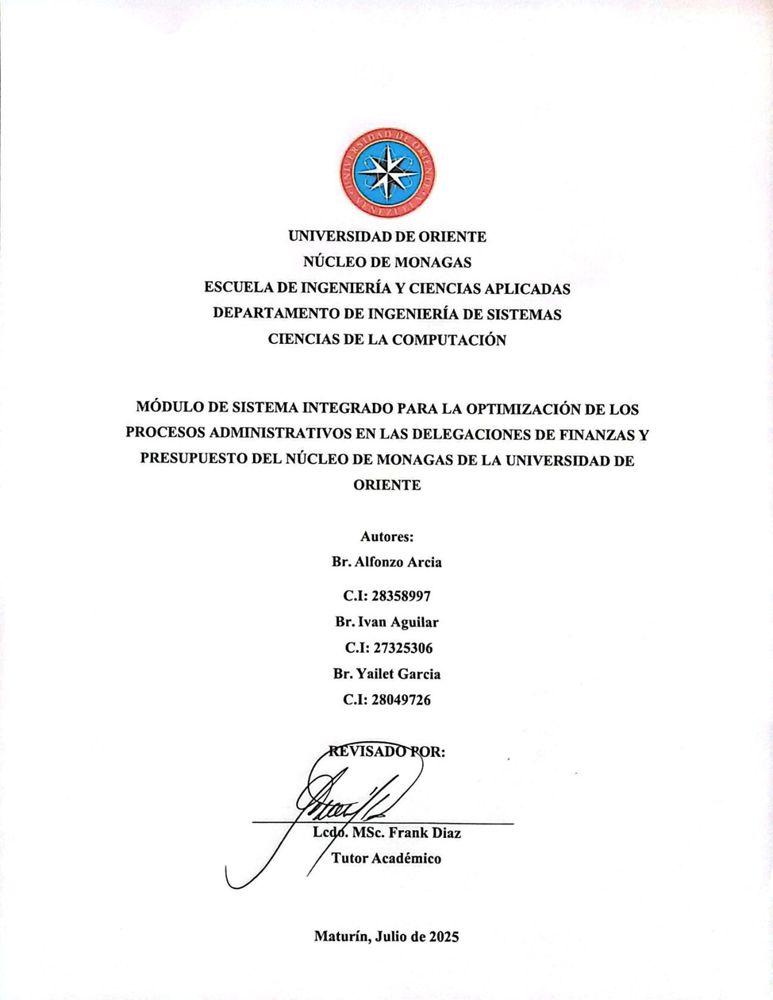 UNIVERSIDAD DE ORIENTE
VENEZUELA
UNIVERSIDAD DE ORIENTE
NÚCLEO DE MONAGAS
ESCUELA DE INGENIERÍA Y CIENCIAS APLICADAS
DEPARTAMENTO DE INGENIERÍA DE SISTEMAS
CIENCIAS DE LA COMPUTACIÓN
MÓDULO DE SISTEMA INTEGRADO PARA LA OPTIMIZACIÓN DE LOS
PROCESOS ADMINISTRATIVOS EN LAS DELEGACIONES DE FINANZAS Y
PRESUPUESTO DEL NÚCLEO DE MONAGAS DE LA UNIVERSIDAD DE
ORIENTE
Autores:
Br. Alfonzo Arcia
C.I: 28358997
Br. Ivan Aguilar
C.I: 27325306
Br. Yailet Garcia
C.I: 28049726
REVISADO POR:
Lcdo. MSc. Frank Diaz
Tutor Académico
Maturín, Julio de 2025